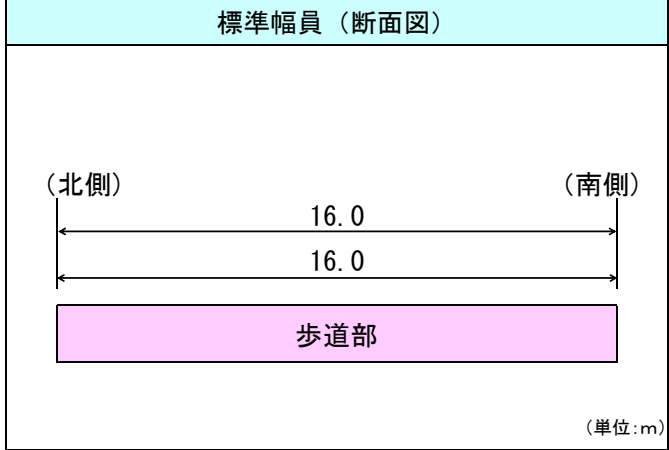 標準幅員（断面図）
（北側）
（南側）
16.0
16.0
歩道部
（単位:ｍ）